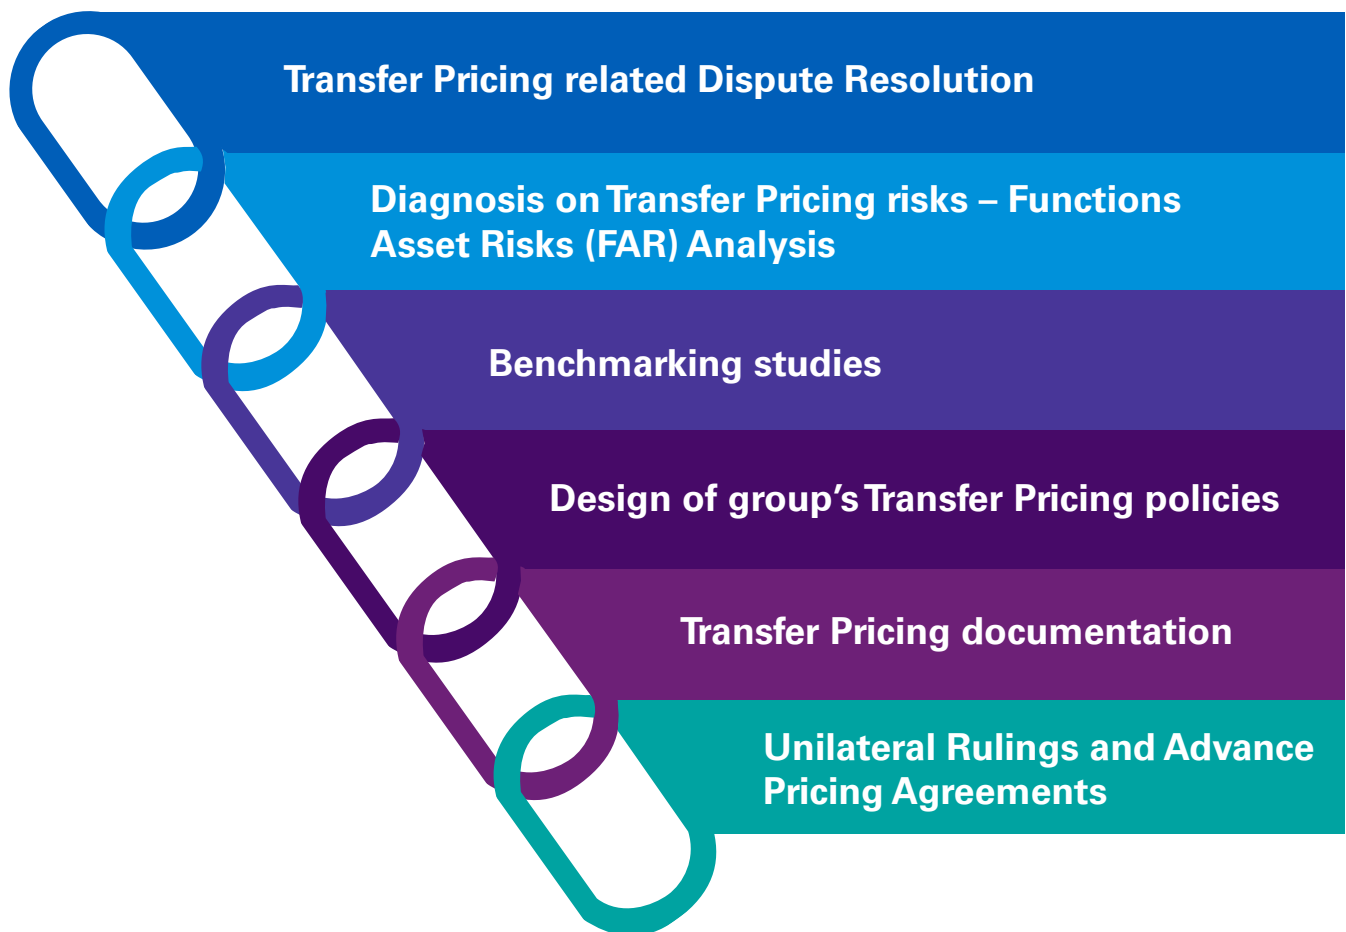 Transfer Pricing related Dispute Resolution
Diagnosis on Transfer Pricing risks – Functions
Asset Risks (FAR) Analysis
Benchmarking studies
Design of group’s Transfer Pricing policies
Transfer Pricing documentation
Unilateral Rulings and Advance
Pricing Agreements